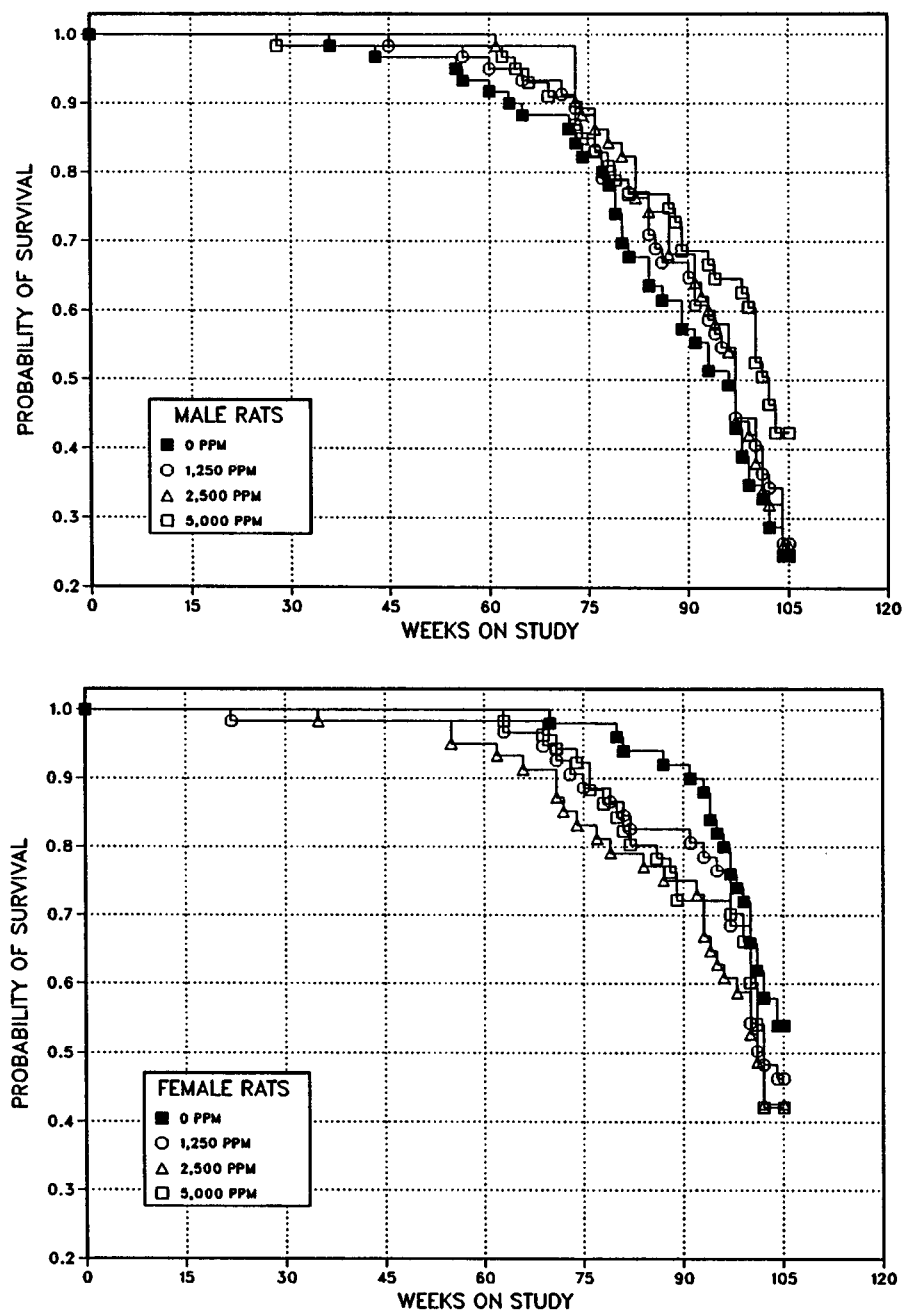 PROBABILITY OF SURVIVAL
1.0
0.9
0.8
0.7
0.6
0.5
0.4
0.3
0.2
MALE RATS
0 PPM
1,250 PPM
2,500 PPM
5,000 PPM
0 15 30 45 60 75 90 105 120
WEEKS ON STUDY
PROBABILITY OF SURVIVAL
1.0
0.9
0.8
0.7
0.6
0.5
0.4
0.3
0.2
FEMALE RATS
0 PPM
1,250 PPM
2,500 PPM
5,000 PPM
0 15 30 45 60 75 90 105 120
WEEKS ON STUDY